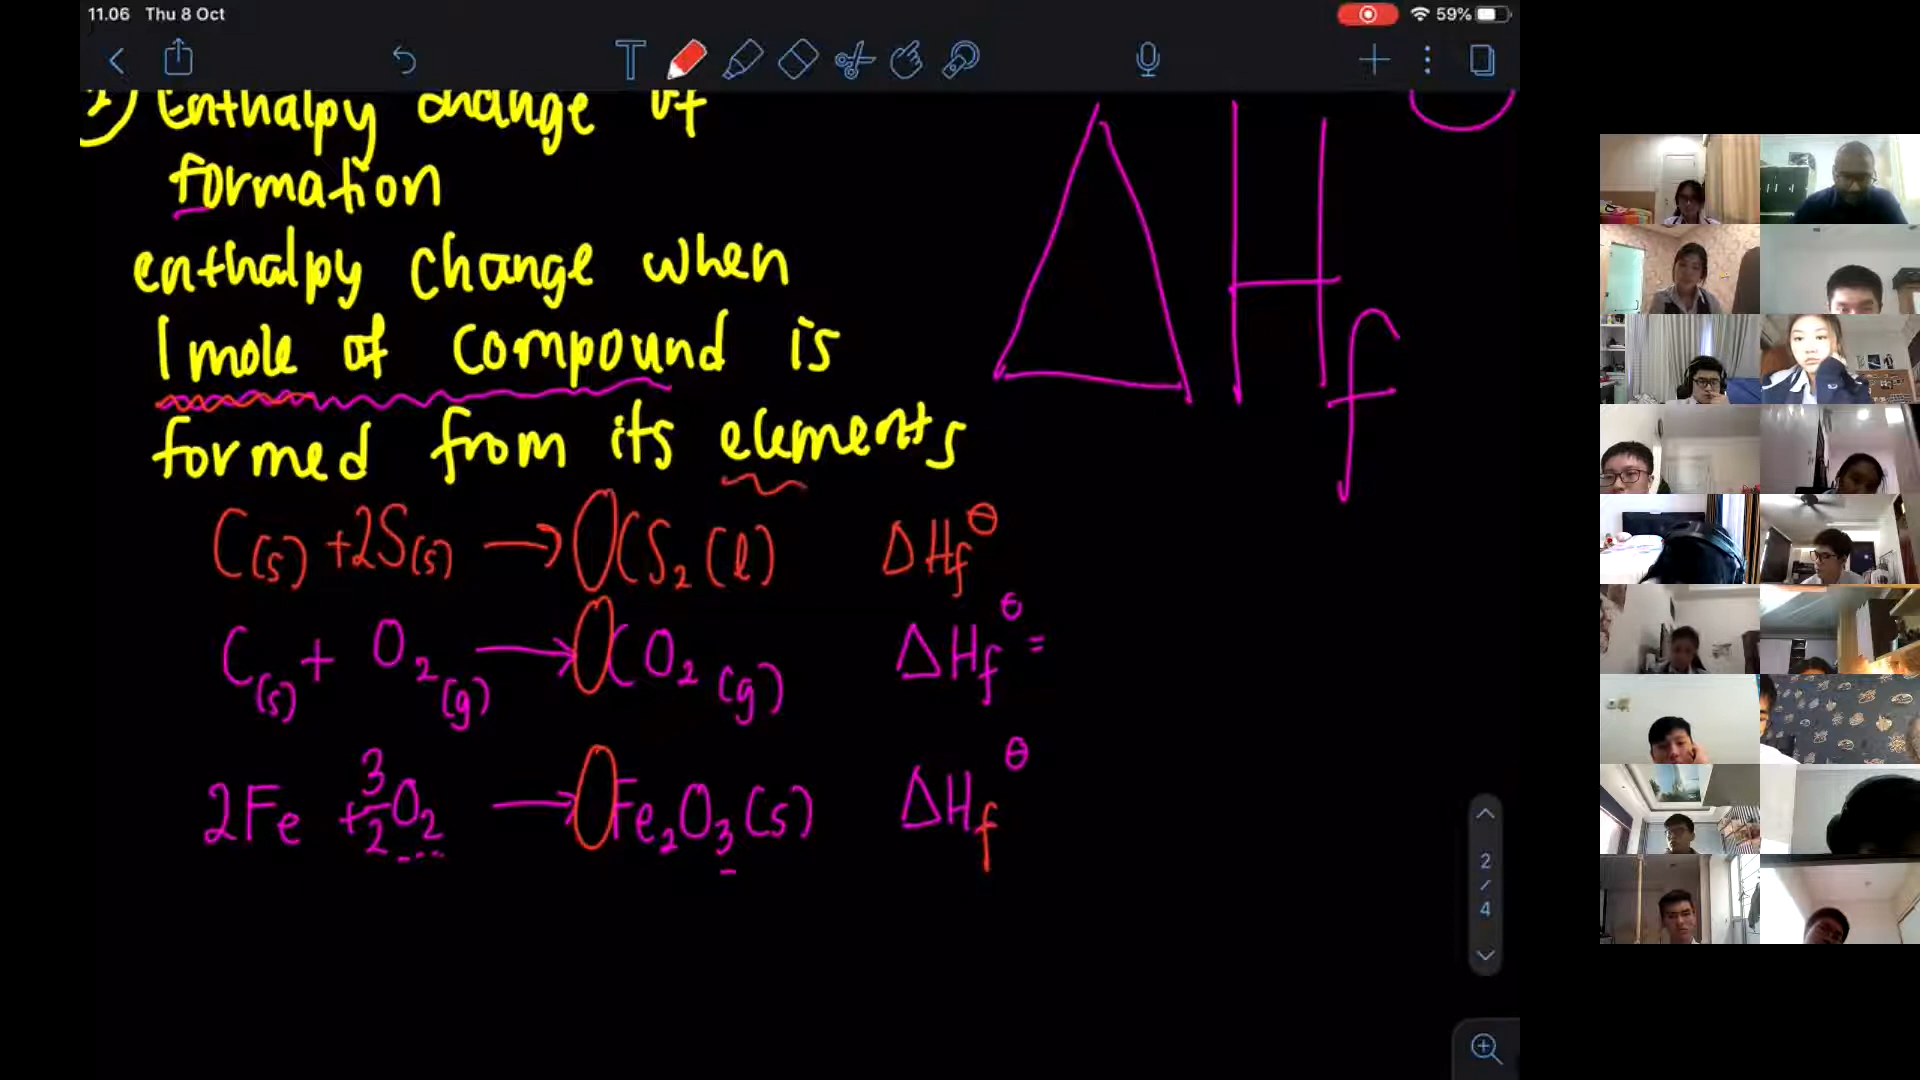 11.06 Thu 8 Oct
59%
T
Enthalpy change of
formation
enthalpy change when
1 mole of compound is
formed from its elements
ΔHf
C(s) + 2S(s) → CS₂ (l) ΔHf^θ
C(s) + O₂(g) → CO₂ (g) ΔHf^θ =
2Fe + 3/2 O₂ → Fe₂O₃ (s) ΔHf^θ
2
/
4